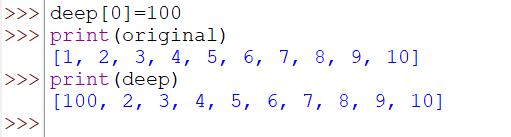 >>> deep[0]=100
>>> print(original)
[1, 2, 3, 4, 5, 6, 7, 8, 9, 10]
>>> print(deep)
[100, 2, 3, 4, 5, 6, 7, 8, 9, 10]
>>>